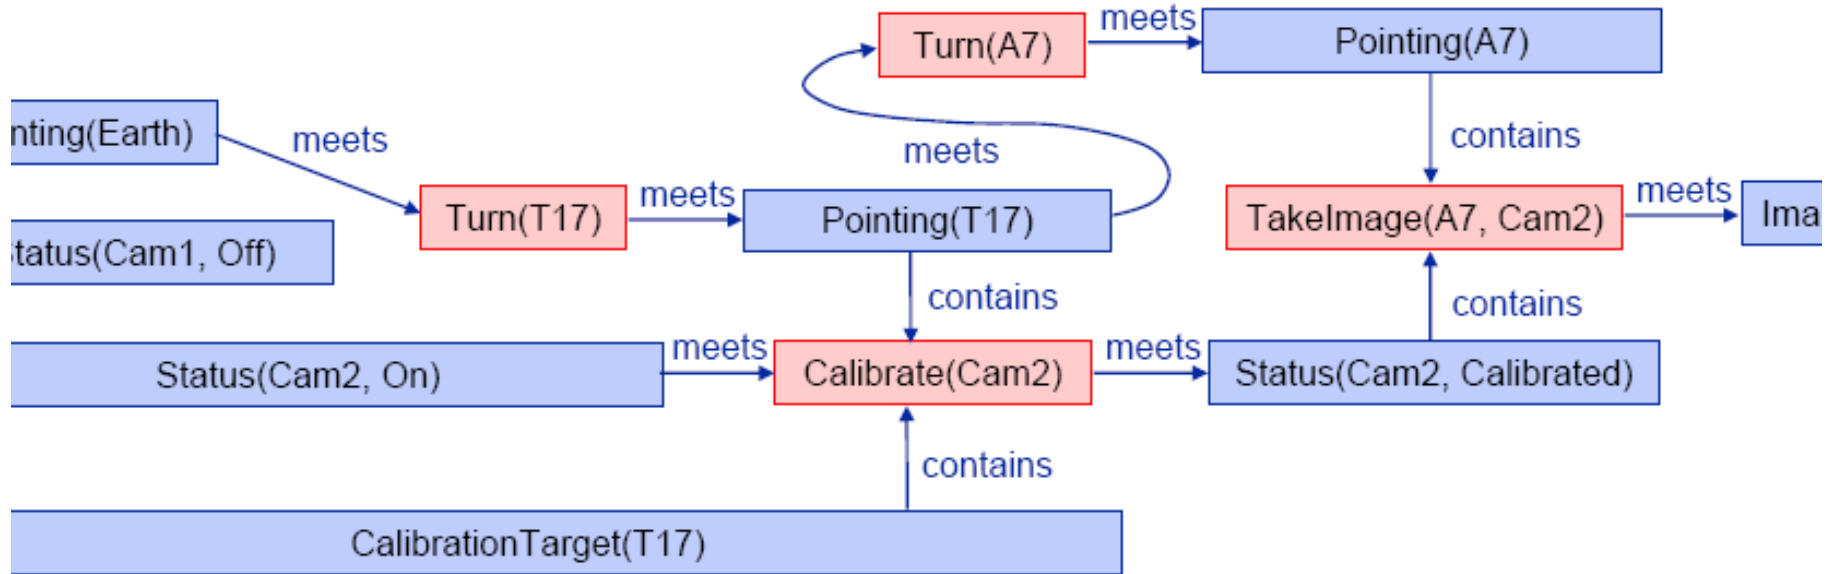 meets
Turn(A7)
Pointing(A7)
nting(Earth)
meets
meets
contains
meets
meets
Turn(T17)
Pointing(T17)
TakeImage(A7, Cam2)
Ima
tatus(Cam1, Off)
contains
contains
meets
meets
Status(Cam2, On)
Calibrate(Cam2)
Status(Cam2, Calibrated)
contains
CalibrationTarget(T17)